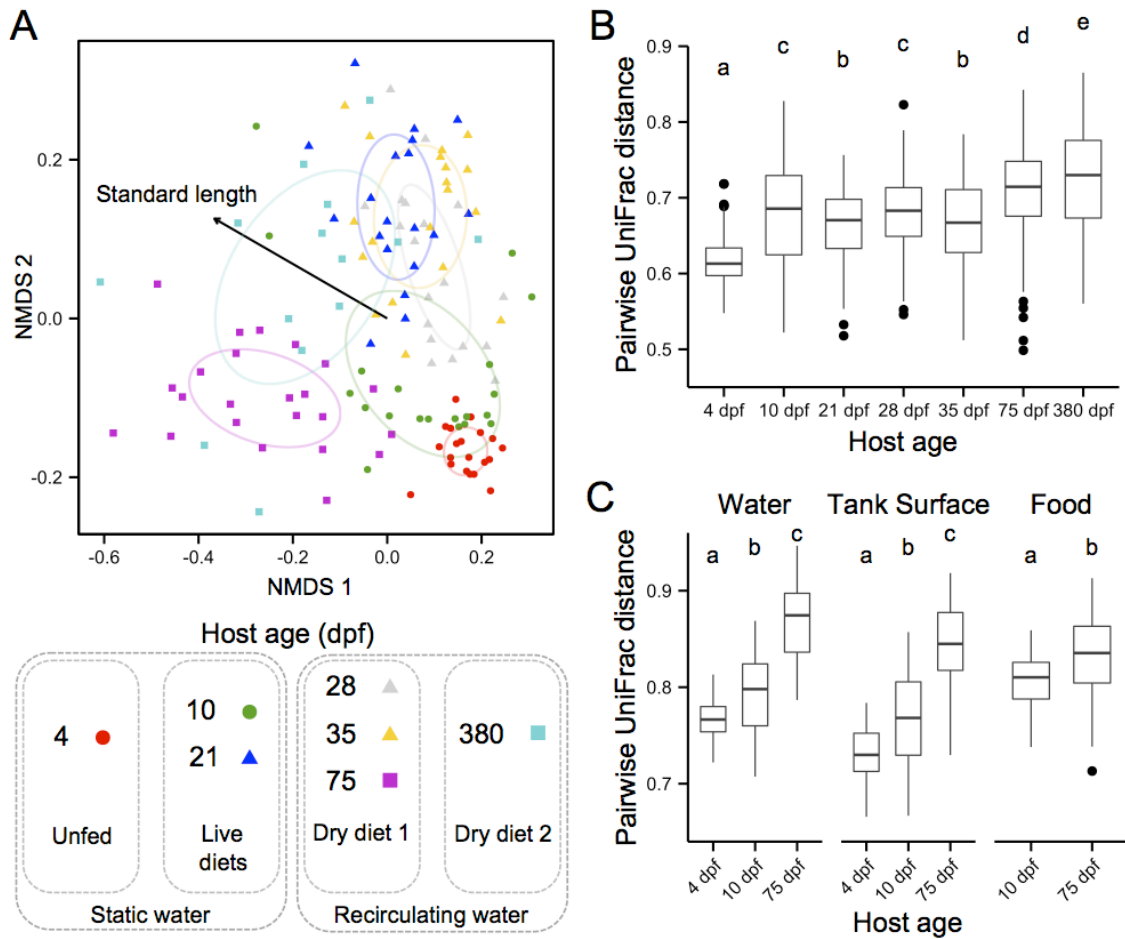 A
Standard length
NMDS 2
0.2
0.0
-0.2
-0.6
-0.4
-0.2
0.0
0.2
NMDS 1
Host age (dpf)
4
Unfed
10
21
Live
diets
Static water
28
35
75
Dry diet 1
380
Dry diet 2
Recirculating water
B
Pairwise UniFrac distance
0.9
0.8
0.7
0.6
0.5
a
c
b
c
b
d
e
4 dpf
10 dpf
21 dpf
28 dpf
35 dpf
75 dpf
380 dpf
Host age
C
Water
Tank Surface
Food
Pairwise UniFrac distance
0.9
0.8
0.7
a
b
c
a
b
c
a
b
4 dpf
10 dpf
75 dpf
4 dpf
10 dpf
75 dpf
10 dpf
75 dpf
Host age